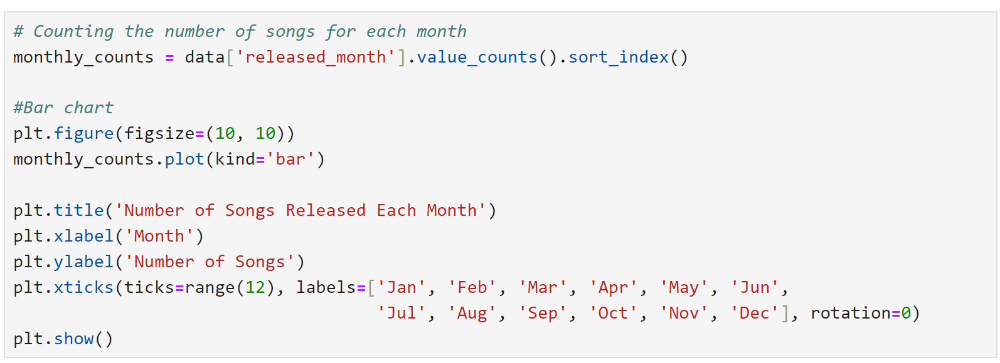 # Counting the number of songs for each month
monthly_counts = data['released_month'].value_counts().sort_index()
#Bar chart
plt.figure(figsize=(10, 10))
monthly_counts.plot(kind='bar')
plt.title('Number of Songs Released Each Month')
plt.xlabel('Month')
plt.ylabel('Number of Songs')
plt.xticks(ticks=range(12), labels=['Jan', 'Feb', 'Mar', 'Apr', 'May', 'Jun',
'Jul', 'Aug', 'Sep', 'Oct', 'Nov', 'Dec'], rotation=0)
plt.show()